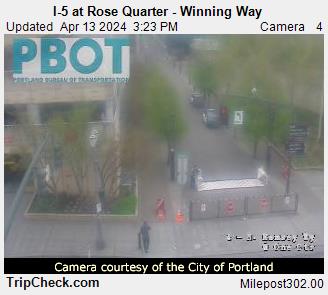 I-5 at Rose Quarter - Winning Way
Updated Apr 13 2024 3:23 PM Camera 4
PBOT
PORTLAND BUREAU OF TRANSPORTATION
Camera courtesy of the City of Portland
TripCheck.com Milepost302.00